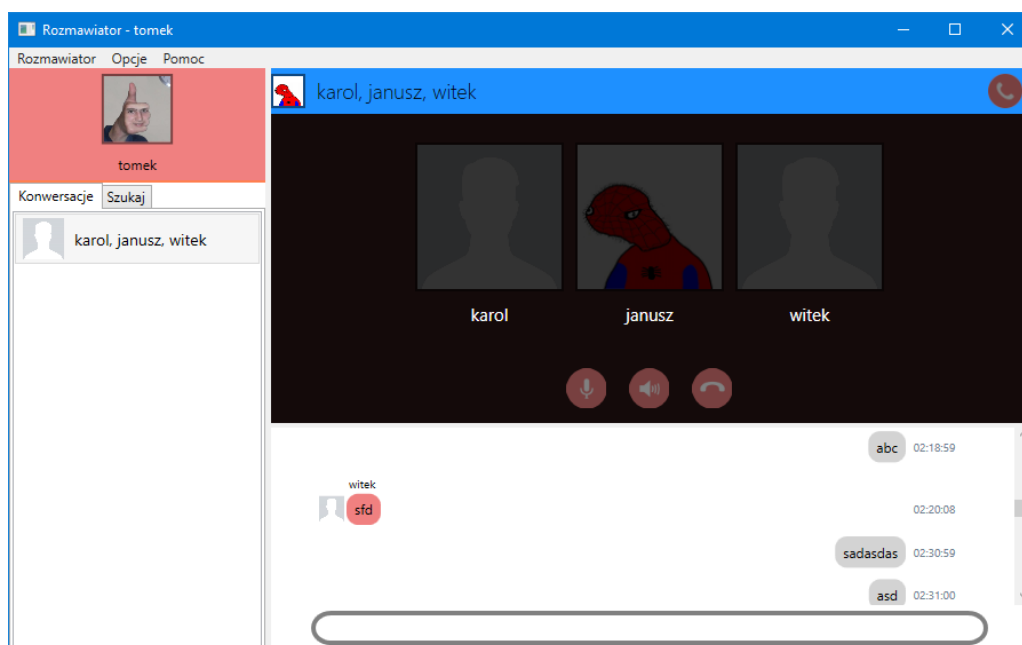 Rozmawiator - tomek
Rozmawiator Opcje Pomoc
tomek
Konwersacje Szukaj
karol, janusz, witek
karol, janusz, witek
karol janusz witek
abc 02:18:59
witek
sfd 02:20:08
sadasdas 02:30:59
asd 02:31:00